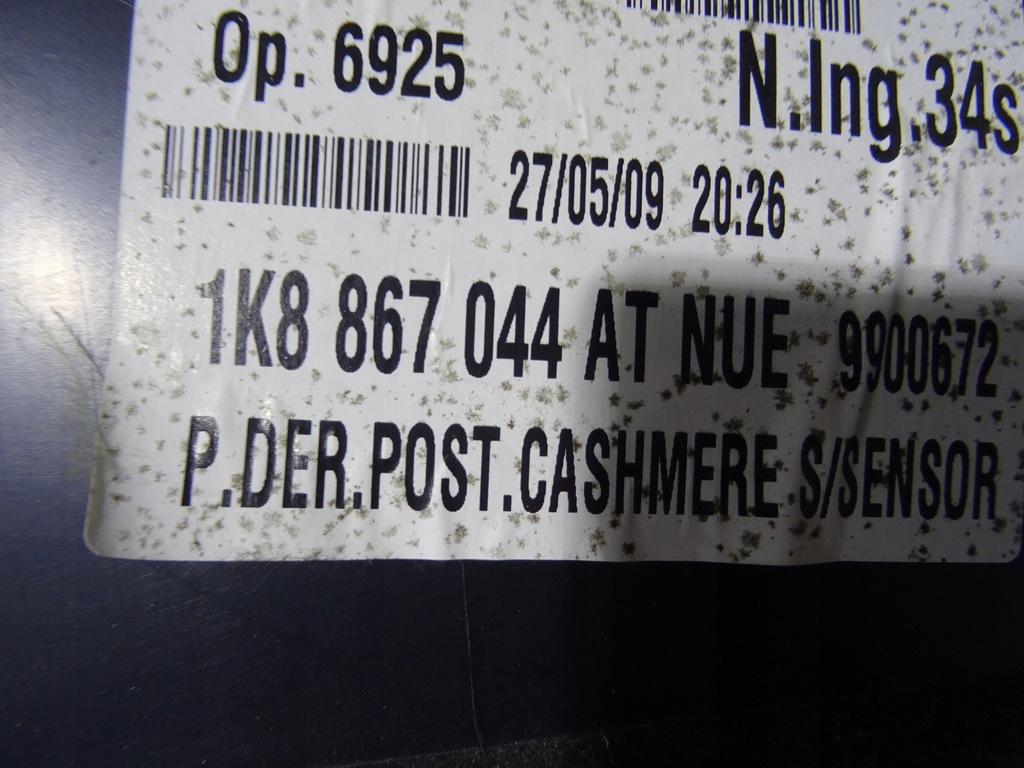 Op. 6925
N.Ing.34s
27/05/09 20:26
1K8 867 044 AT NUE 9900672
P.DER.POST.CASHMERE S/SENSOR